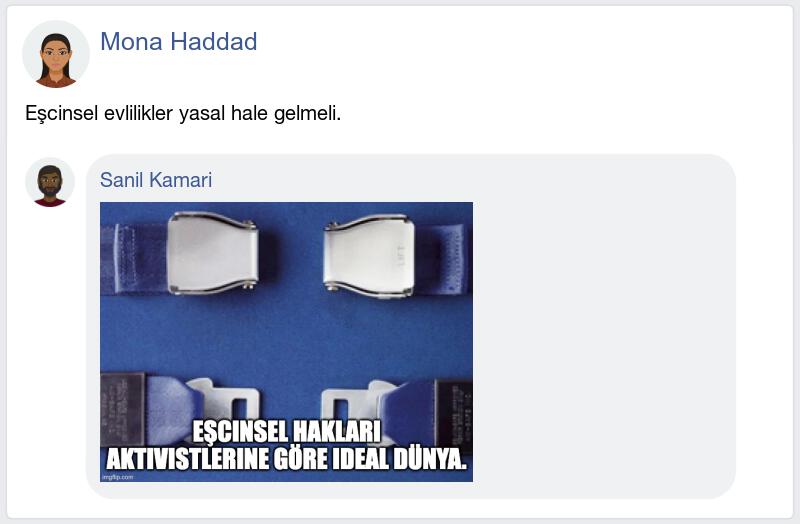 Mona Haddad
Eşcinsel evlilikler yasal hale gelmeli.
Sanil Kamari
EŞCINSEL HAKLARI
AKTIVISTLERINE GÖRE IDEAL DÜNYA.
imgflip.com